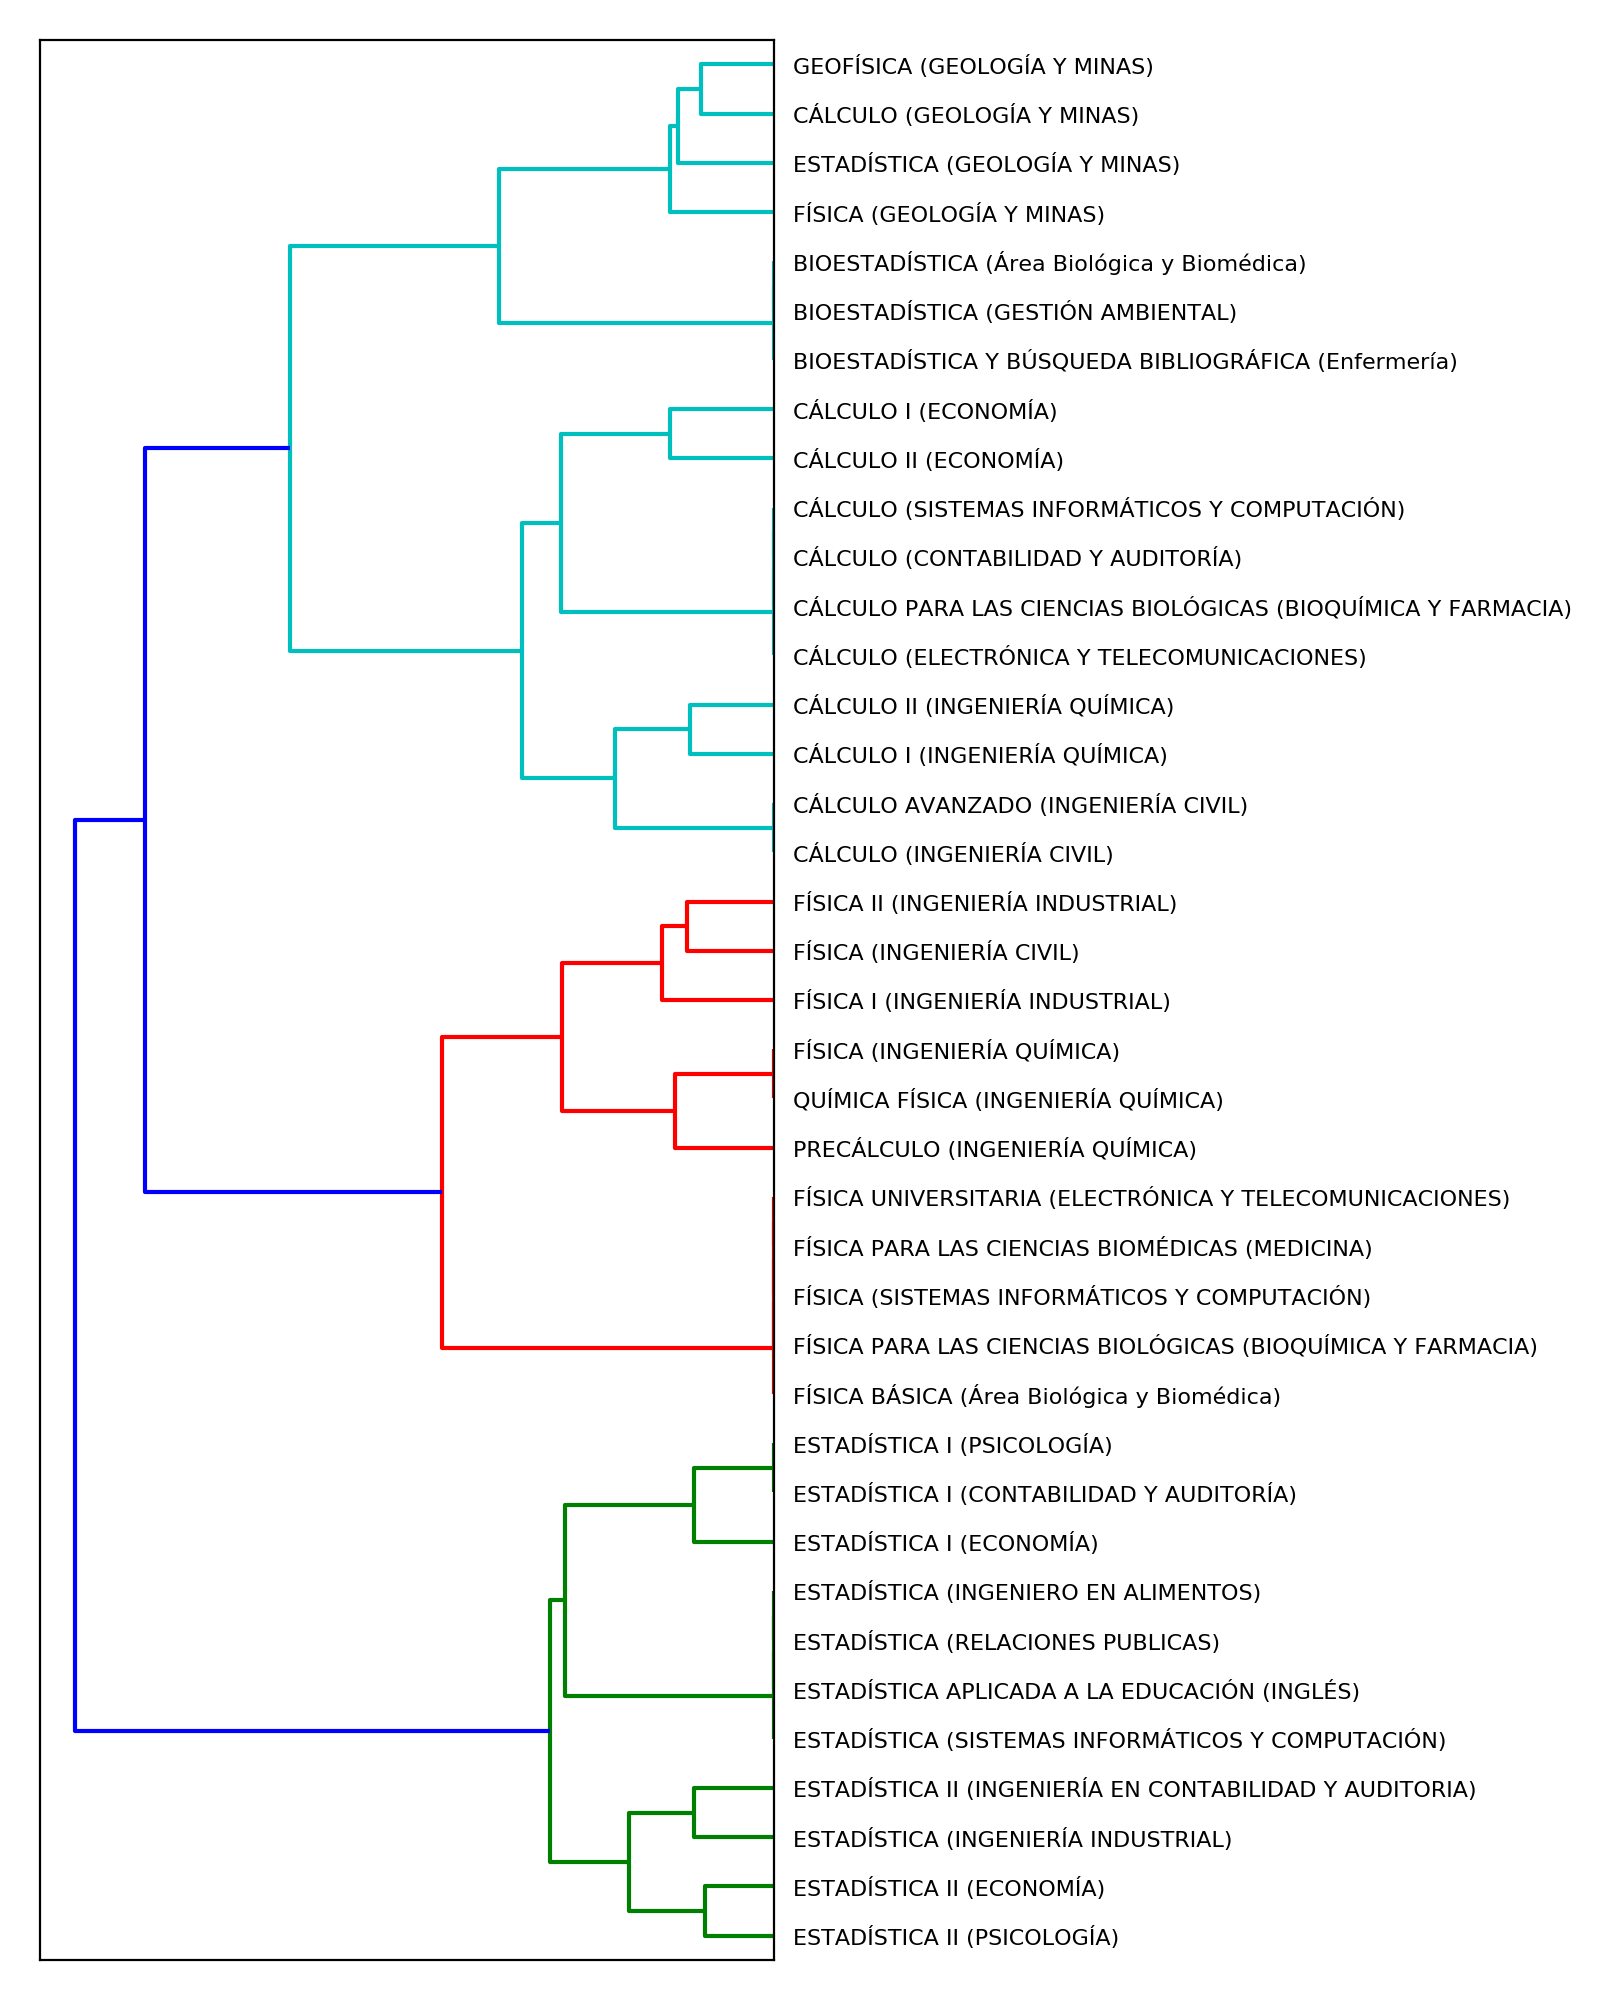 GEOFÍSICA (GEOLOGÍA Y MINAS)
CÁLCULO (GEOLOGÍA Y MINAS)
ESTADÍSTICA (GEOLOGÍA Y MINAS)
FÍSICA (GEOLOGÍA Y MINAS)
BIOESTADÍSTICA (Área Biológica y Biomédica)
BIOESTADÍSTICA (GESTIÓN AMBIENTAL)
BIOESTADÍSTICA Y BÚSQUEDA BIBLIOGRÁFICA (Enfermería)
CÁLCULO I (ECONOMÍA)
CÁLCULO II (ECONOMÍA)
CÁLCULO (SISTEMAS INFORMÁTICOS Y COMPUTACIÓN)
CÁLCULO (CONTABILIDAD Y AUDITORÍA)
CÁLCULO PARA LAS CIENCIAS BIOLÓGICAS (BIOQUÍMICA Y FARMACIA)
CÁLCULO (ELECTRÓNICA Y TELECOMUNICACIONES)
CÁLCULO II (INGENIERÍA QUÍMICA)
CÁLCULO I (INGENIERÍA QUÍMICA)
CÁLCULO AVANZADO (INGENIERÍA CIVIL)
CÁLCULO (INGENIERÍA CIVIL)
FÍSICA II (INGENIERÍA INDUSTRIAL)
FÍSICA (INGENIERÍA CIVIL)
FÍSICA I (INGENIERÍA INDUSTRIAL)
FÍSICA (INGENIERÍA QUÍMICA)
QUÍMICA FÍSICA (INGENIERÍA QUÍMICA)
PRECÁLCULO (INGENIERÍA QUÍMICA)
FÍSICA UNIVERSITARIA (ELECTRÓNICA Y TELECOMUNICACIONES)
FÍSICA PARA LAS CIENCIAS BIOMÉDICAS (MEDICINA)
FÍSICA (SISTEMAS INFORMÁTICOS Y COMPUTACIÓN)
FÍSICA PARA LAS CIENCIAS BIOLÓGICAS (BIOQUÍMICA Y FARMACIA)
FÍSICA BÁSICA (Área Biológica y Biomédica)
ESTADÍSTICA I (PSICOLOGÍA)
ESTADÍSTICA I (CONTABILIDAD Y AUDITORÍA)
ESTADÍSTICA I (ECONOMÍA)
ESTADÍSTICA (INGENIERO EN ALIMENTOS)
ESTADÍSTICA (RELACIONES PUBLICAS)
ESTADÍSTICA APLICADA A LA EDUCACIÓN (INGLÉS)
ESTADÍSTICA (SISTEMAS INFORMÁTICOS Y COMPUTACIÓN)
ESTADÍSTICA II (INGENIERÍA EN CONTABILIDAD Y AUDITORIA)
ESTADÍSTICA (INGENIERÍA INDUSTRIAL)
ESTADÍSTICA II (ECONOMÍA)
ESTADÍSTICA II (PSICOLOGÍA)